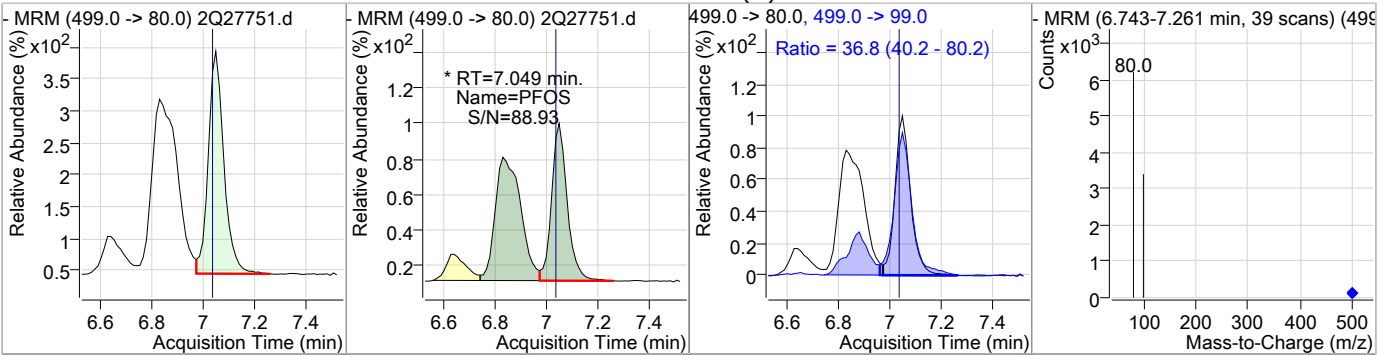 - MRM (499.0 -> 80.0) 2Q27751.d
Relative Abundance (%)
x10²
3.5
3
2.5
2
1.5
1
0.5
6.6 6.8 7 7.2 7.4
Acquisition Time (min)
- MRM (499.0 -> 80.0) 2Q27751.d
Relative Abundance (%)
x10²
* RT=7.049 min.
Name=PFOS
S/N=88.93
1.2
1
0.8
0.6
0.4
0.2
6.6 6.8 7 7.2 7.4
Acquisition Time (min)
499.0 -> 80.0, 499.0 -> 99.0
Relative Abundance (%)
x10²
Ratio = 36.8 (40.2 - 80.2)
1.2
1
0.8
0.6
0.4
0.2
0
6.6 6.8 7 7.2 7.4
Acquisition Time (min)
- MRM (6.743-7.261 min, 39 scans) (499
Counts
x10³
80.0
7
6
5
4
3
2
1
0
100 200 300 400 500
Mass-to-Charge (m/z)